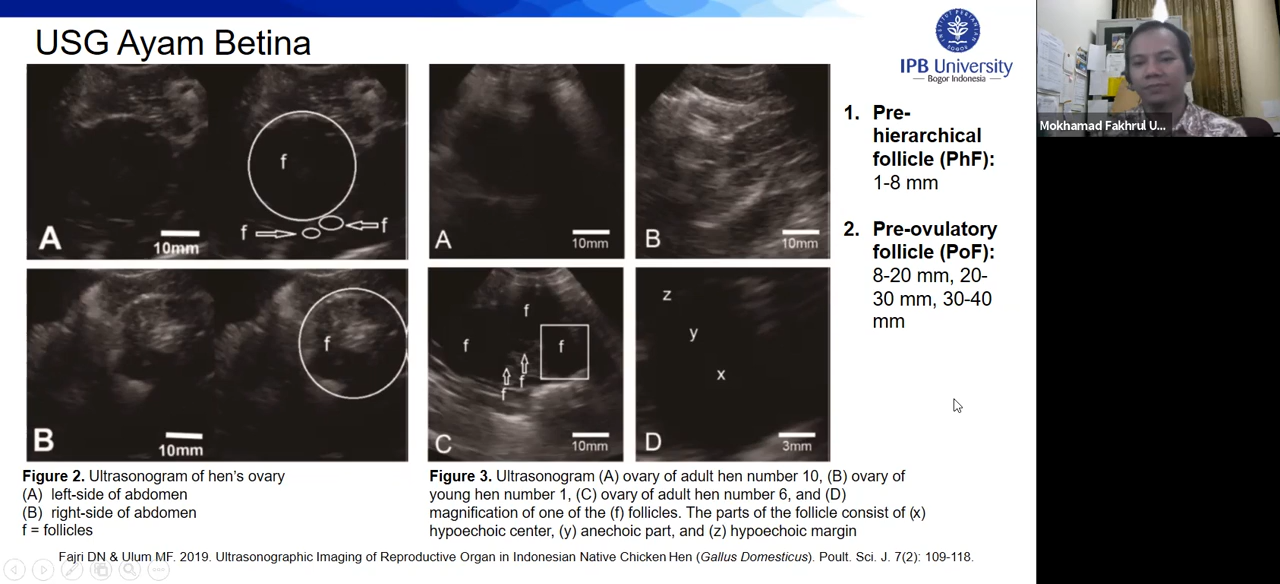 USG Ayam Betina
INSTITUT PERTANIAN
BOGOR
IPB University
Bogor Indonesia
f
f
f
A
10mm
f
B
10mm
A
10mm
B
10mm
f
f
f
f
f
C
10mm
z
y
x
D
3mm
1. Pre-
hierarchical
follicle (PhF):
1-8 mm
2. Pre-ovulatory
follicle (PoF):
8-20 mm, 20-
30 mm, 30-40
mm
Figure 2. Ultrasonogram of hen's ovary
(A) left-side of abdomen
(B) right-side of abdomen
f = follicles
Figure 3. Ultrasonogram (A) ovary of adult hen number 10, (B) ovary of
young hen number 1, (C) ovary of adult hen number 6, and (D)
magnification of one of the (f) follicles. The parts of the follicle consist of (x)
hypoechoic center, (y) anechoic part, and (z) hypoechoic margin
Fajri DN & Ulum MF. 2019. Ultrasonographic Imaging of Reproductive Organ in Indonesian Native Chicken Hen (Gallus Domesticus). Poult. Sci. J. 7(2): 109-118.
Mokhamad Fakhrul U...